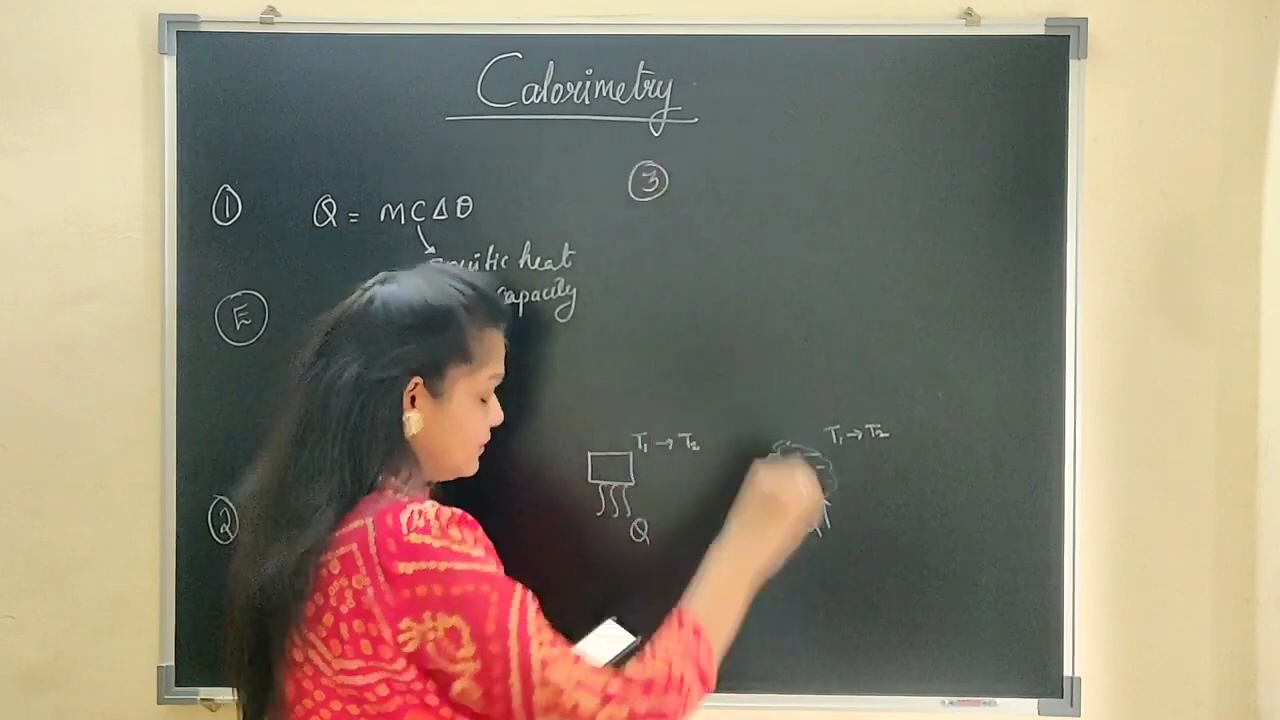 Calorimetry
① Q = MCΔθ
heat
capacity
Ⓔ
②
③
T₁ → T₂
Q
T₁ → T₂